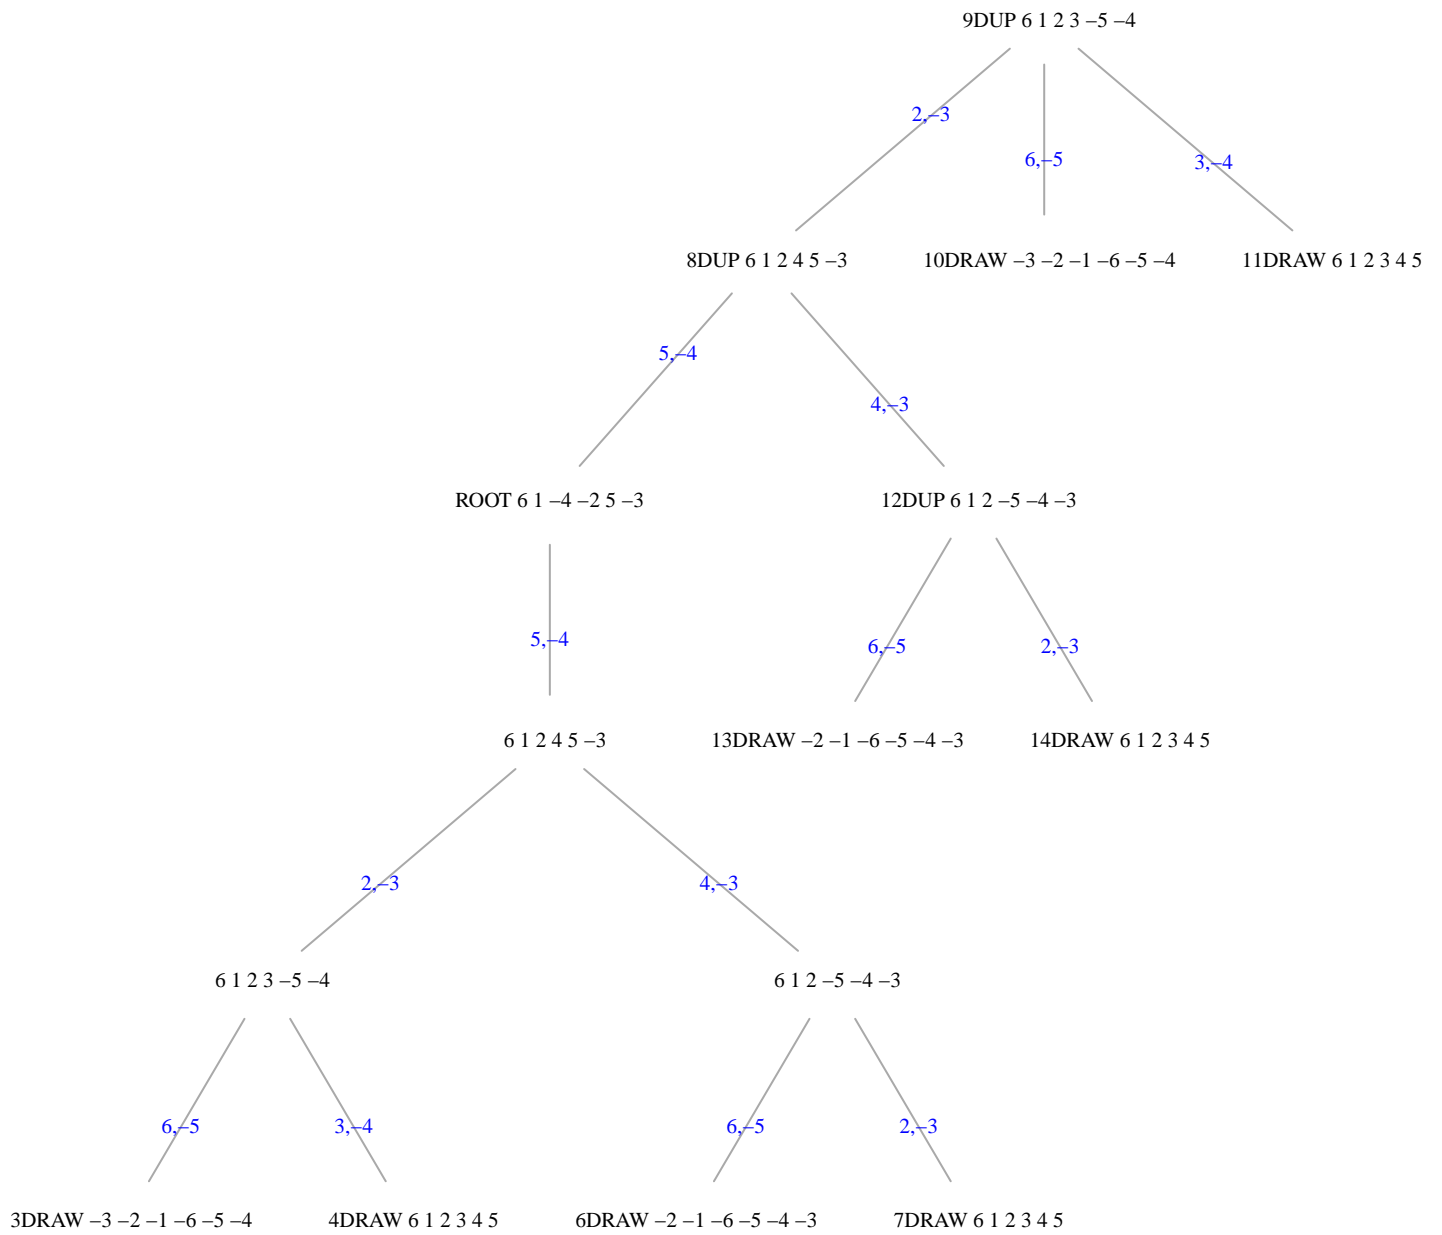 9DUP 6 1 2 3 –5 –4
2,–3
6,–5
3,–4
8DUP 6 1 2 4 5 –3
10DRAW –3 –2 –1 –6 –5 –4
11DRAW 6 1 2 3 4 5
5,–4
4,–3
ROOT 6 1 –4 –2 5 –3
12DUP 6 1 2 –5 –4 –3
5,–4
6,–5
2,–3
6 1 2 4 5 –3
13DRAW –2 –1 –6 –5 –4 –3
14DRAW 6 1 2 3 4 5
2,–3
4,–3
6 1 2 3 –5 –4
6 1 2 –5 –4 –3
6,–5
3,–4
6,–5
2,–3
3DRAW –3 –2 –1 –6 –5 –4
4DRAW 6 1 2 3 4 5
6DRAW –2 –1 –6 –5 –4 –3
7DRAW 6 1 2 3 4 5